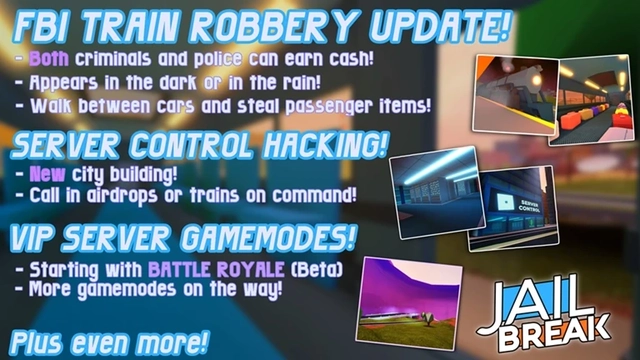 FBI TRAIN ROBBERY UPDATE!
- Both criminals and police can earn cash!
- Appears in the dark or in the rain!
- Walk between cars and steal passenger items!
SERVER CONTROL HACKING!
- New city building!
- Call in airdrops or trains on command!
SERVER
CONTROL
VIP SERVER GAMEMODES!
- Starting with BATTLE ROYALE (Beta)
- More gamemodes on the way!
JAIL
BREAK
Plus even more!